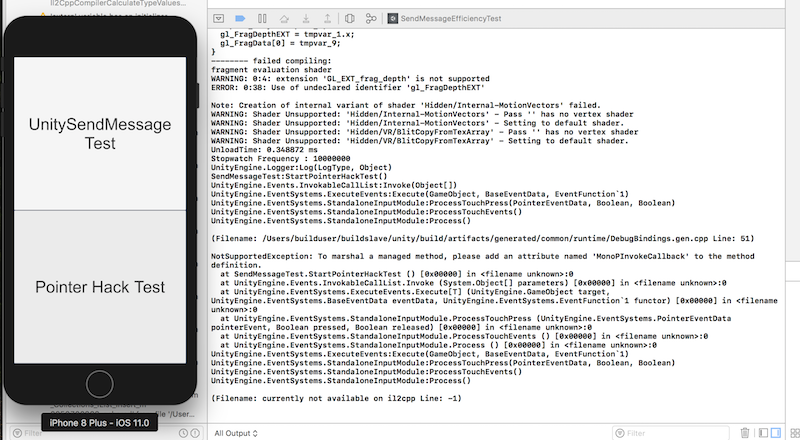 Il2CppCompilerCalculateTypeValues...
SendMessageEfficiencyTest
gl_FragDepthEXT = tmpvar_1.x;
gl_FragData[0] = tmpvar_9;
}
-------- failed compiling:
fragment evaluation shader
WARNING: 0:4: extension 'GL_EXT_frag_depth' is not supported
ERROR: 0:38: Use of undeclared identifier 'gl_FragDepthEXT'
Note: Creation of internal variant of shader 'Hidden/Internal-MotionVectors' failed.
WARNING: Shader Unsupported: 'Hidden/Internal-MotionVectors' - Pass '' has no vertex shader
WARNING: Shader Unsupported: 'Hidden/Internal-MotionVectors' - Setting to default shader.
WARNING: Shader Unsupported: 'Hidden/VR/BlitCopyFromTexArray' - Pass '' has no vertex shader
WARNING: Shader Unsupported: 'Hidden/VR/BlitCopyFromTexArray' - Setting to default shader.
UnloadTime: 0.348872 ms
Stopwatch Frequency : 10000000
UnityEngine.Logger:Log(LogType, Object)
SendMessageTest:StartPointerHackTest()
UnityEngine.Events.InvokableCallList:Invoke(Object[])
UnityEngine.EventSystems.ExecuteEvents:Execute(GameObject, BaseEventData, EventFunction`1)
UnityEngine.EventSystems.StandaloneInputModule:ProcessTouchPress(PointerEventData, Boolean, Boolean)
UnityEngine.EventSystems.StandaloneInputModule:ProcessTouchEvents()
UnityEngine.EventSystems.StandaloneInputModule:Process()
(Filename: /Users/builduser/buildslave/unity/build/artifacts/generated/common/runtime/DebugBindings.gen.cpp Line: 51)
NotSupportedException: To marshal a managed method, please add an attribute named 'MonoPInvokeCallback' to the method
definition.
at SendMessageTest.StartPointerHackTest () [0x00000] in <filename unknown>:0
at UnityEngine.Events.InvokableCallList.Invoke (System.Object[] parameters) [0x00000] in <filename unknown>:0
at UnityEngine.EventSystems.ExecuteEvents.Execute[T] (UnityEngine.GameObject target,
UnityEngine.EventSystems.BaseEventData eventData, UnityEngine.EventSystems.EventFunction`1 functor) [0x00000] in <filename
unknown>:0
at UnityEngine.EventSystems.StandaloneInputModule.ProcessTouchPress (UnityEngine.EventSystems.PointerEventData
pointerEvent, Boolean pressed, Boolean released) [0x00000] in <filename unknown>:0
at UnityEngine.EventSystems.StandaloneInputModule.ProcessTouchEvents () [0x00000] in <filename unknown>:0
at UnityEngine.EventSystems.StandaloneInputModule.Process () [0x00000] in <filename unknown>:0
UnityEngine.EventSystems.ExecuteEvents:Execute(GameObject, BaseEventData, EventFunction`1)
UnityEngine.EventSystems.StandaloneInputModule:ProcessTouchPress(PointerEventData, Boolean, Boolean)
UnityEngine.EventSystems.StandaloneInputModule:ProcessTouchEvents()
UnityEngine.EventSystems.StandaloneInputModule:Process()
(Filename: currently not available on il2cpp Line: -1)
UnitySendMessage
Test
Pointer Hack Test
iPhone 8 Plus - iOS 11.0
Filter
All Output
Filter